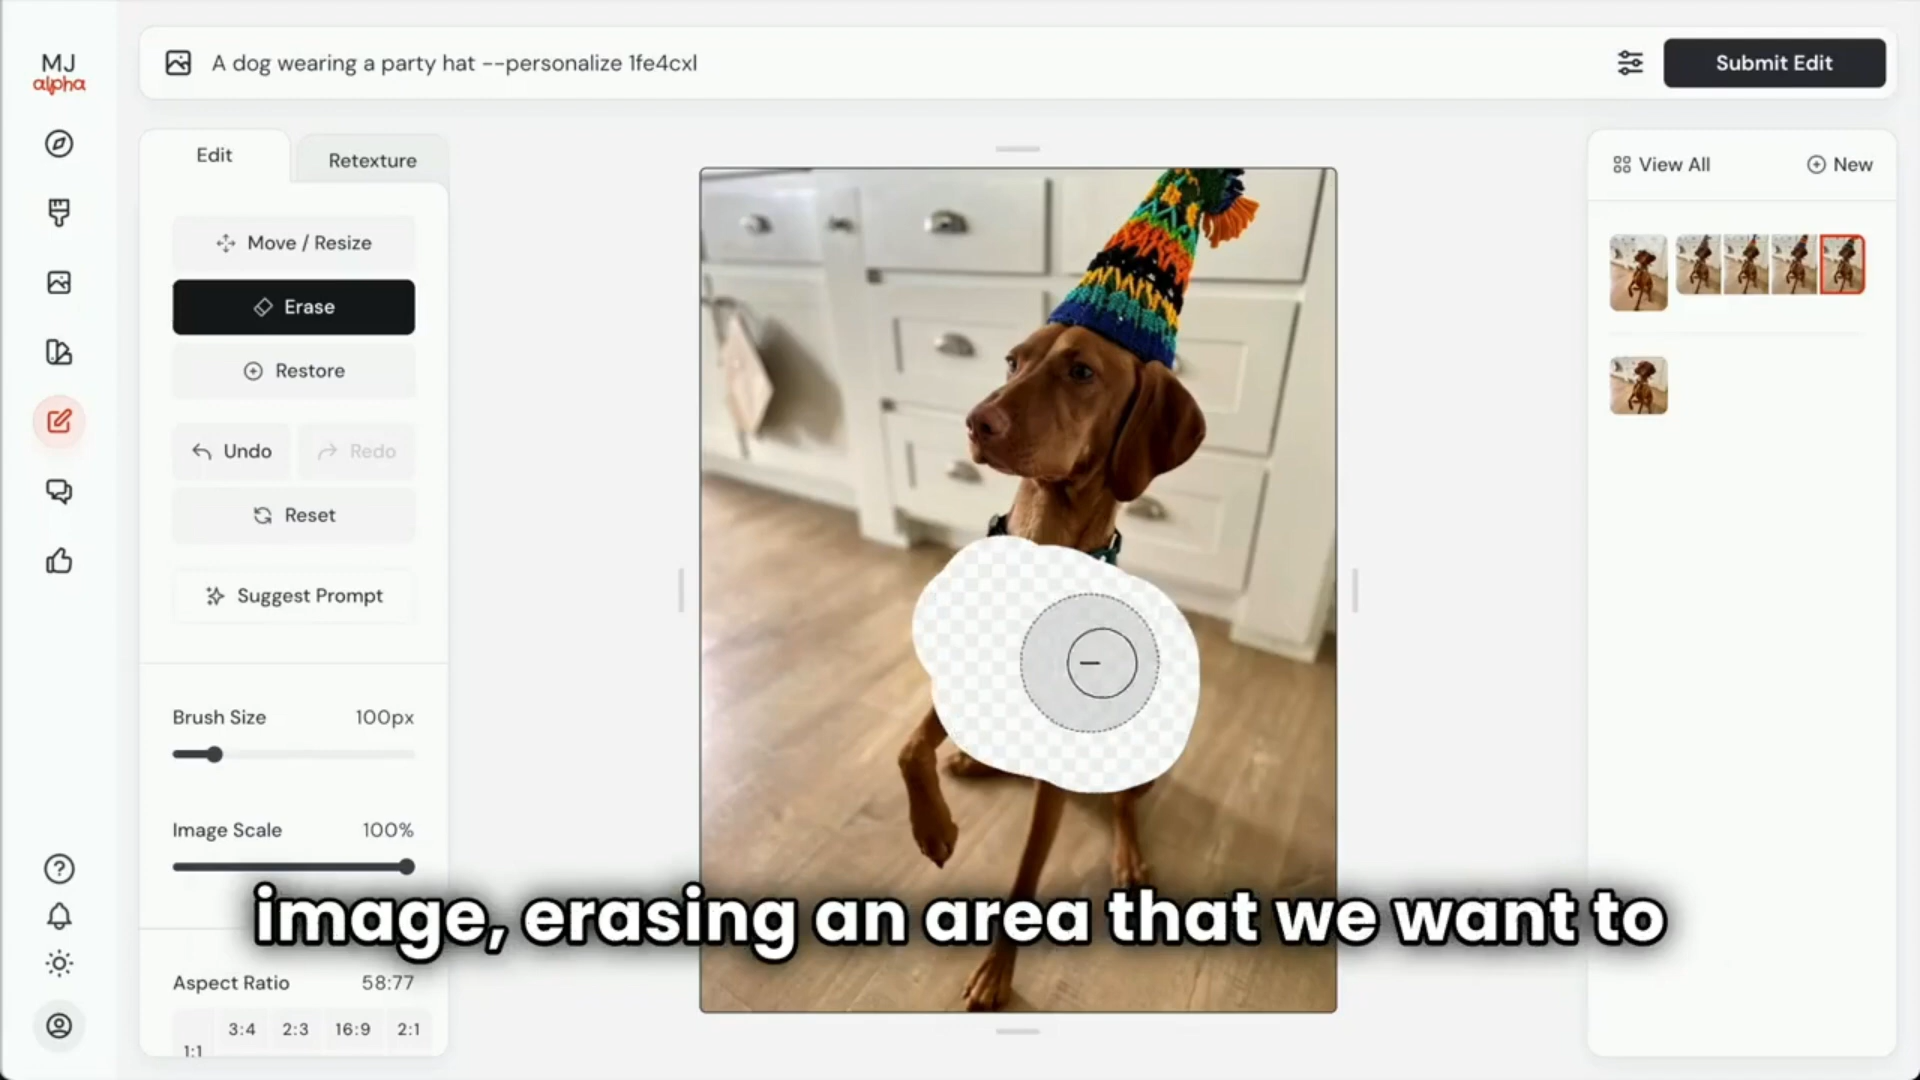 MJ
alpha
A dog wearing a party hat --personalize 1fe4cxl
Submit Edit
Edit
Retexture
Move / Resize
Erase
Restore
Undo
Redo
Reset
Suggest Prompt
Brush Size
100px
Image Scale
100%
Aspect Ratio
58:77
1:1
3:4
2:3
16:9
2:1
View All
New
image, erasing an area that we want to